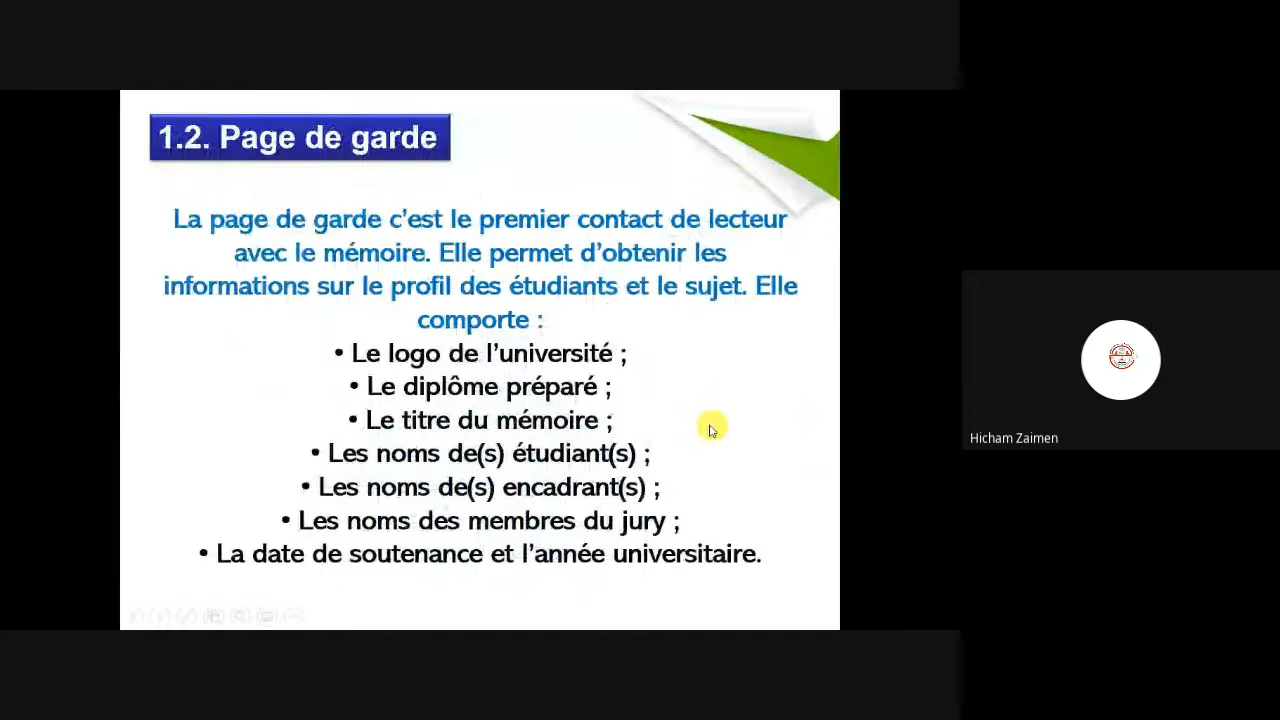 1.2. Page de garde
La page de garde c’est le premier contact de lecteur
avec le mémoire. Elle permet d’obtenir les
informations sur le profil des étudiants et le sujet. Elle
comporte :
• Le logo de l’université ;
• Le diplôme préparé ;
• Le titre du mémoire ;
• Les noms de(s) étudiant(s) ;
• Les noms de(s) encadrant(s) ;
• Les noms des membres du jury ;
• La date de soutenance et l’année universitaire.
Hicham Zaimen